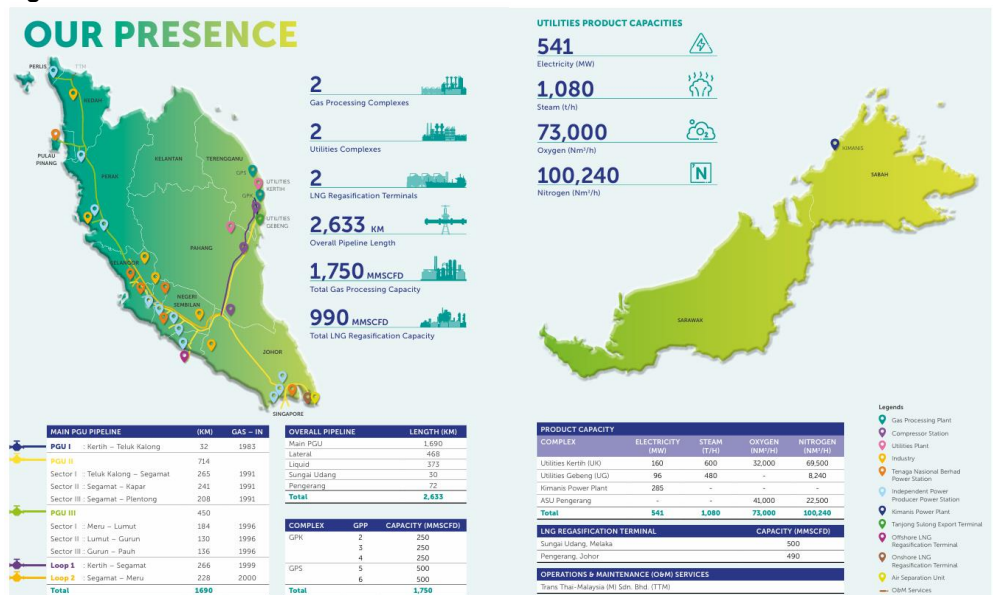 OUR PRESENCE
PERLIS
TTM
KEDAH
PULAU
PINANG
PERAK
KELANTAN
TERENGGANU
GPS
UTILITIES
KERTIH
GPK
UTILITIES
GEBENG
PAHANG
SELANGOR
NEGERI
SEMBILAN
JOHOR
SINGAPORE
2
Gas Processing Complexes
2
Utilities Complexes
2
LNG Regasification Terminals
2,633 KM
Overall Pipeline Length
1,750 MMSCFD
Total Gas Processing Capacity
990 MMSCFD
Total LNG Regasification Capacity
UTILITIES PRODUCT CAPACITIES
541
Electricity (MW)
1,080
Steam (t/h)
73,000
Oxygen (Nm³/h)
O₂
100,240
Nitrogen (Nm³/h)
N
KIMANIS
SABAH
SARAWAK
MAIN PGU PIPELINE (KM) GAS – IN
PGU I : Kertih – Teluk Kalong 32 1983
PGU II 714
Sector I : Teluk Kalong – Segamat 265 1991
Sector II : Segamat – Kapar 241 1991
Sector III : Segamat – Plentong 208 1991
PGU III 450
Sector I : Meru – Lumut 184 1996
Sector II : Lumut – Gurun 130 1996
Sector III : Gurun – Pauh 136 1996
Loop 1 : Kertih – Segamat 266 1999
Loop 2 : Segamat – Meru 228 2000
Total 1690
OVERALL PIPELINE LENGTH (KM)
Main PGU 1,690
Lateral 468
Liquid 373
Sungai Udang 30
Pengerang 72
Total 2,633
COMPLEX GPP CAPACITY (MMSCFD)
GPK 2 250
3 250
4 250
GPS 5 500
6 500
Total 1,750
PRODUCT CAPACITY
COMPLEX ELECTRICITY (MW) STEAM (T/H) OXYGEN (NM³/H) NITROGEN (NM³/H)
Utilities Kertih (UK) 160 600 32,000 69,500
Utilities Gebeng (UG) 96 480 - 8,240
Kimanis Power Plant 285 - - -
ASU Pengerang - - 41,000 22,500
Total 541 1,080 73,000 100,240
LNG REGASIFICATION TERMINAL CAPACITY (MMSCFD)
Sungai Udang, Melaka 500
Pengerang, Johor 490
OPERATIONS & MAINTENANCE (O&M) SERVICES
Trans Thai-Malaysia (M) Sdn. Bhd. (TTM)
Legends
Gas Processing Plant
Compressor Station
Utilities Plant
Industry
Tenaga Nasional Berhad
Power Station
Independent Power
Producer Power Station
Kimanis Power Plant
Tanjong Sulong Export Terminal
Offshore LNG
Regasification Terminal
Onshore LNG
Regasification Terminal
Air Separation Unit
O&M Services